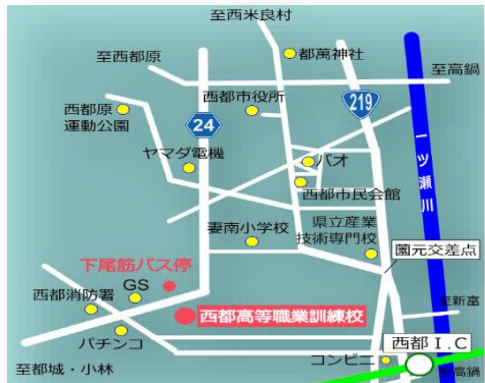 至西米良村
至西都原
都萬神社
至高鍋
西都市役所
219
西都原
運動公園
24
一ツ瀬川
ヤマダ電機
パオ
西都市民会館
妻南小学校
県立産業
技術専門校
園元交差点
下尾筋バス停
GS
西都消防署
西都高等職業訓練校
至新富
パチンコ
西都I.C
コンビニ
至都城・小林
至高鍋